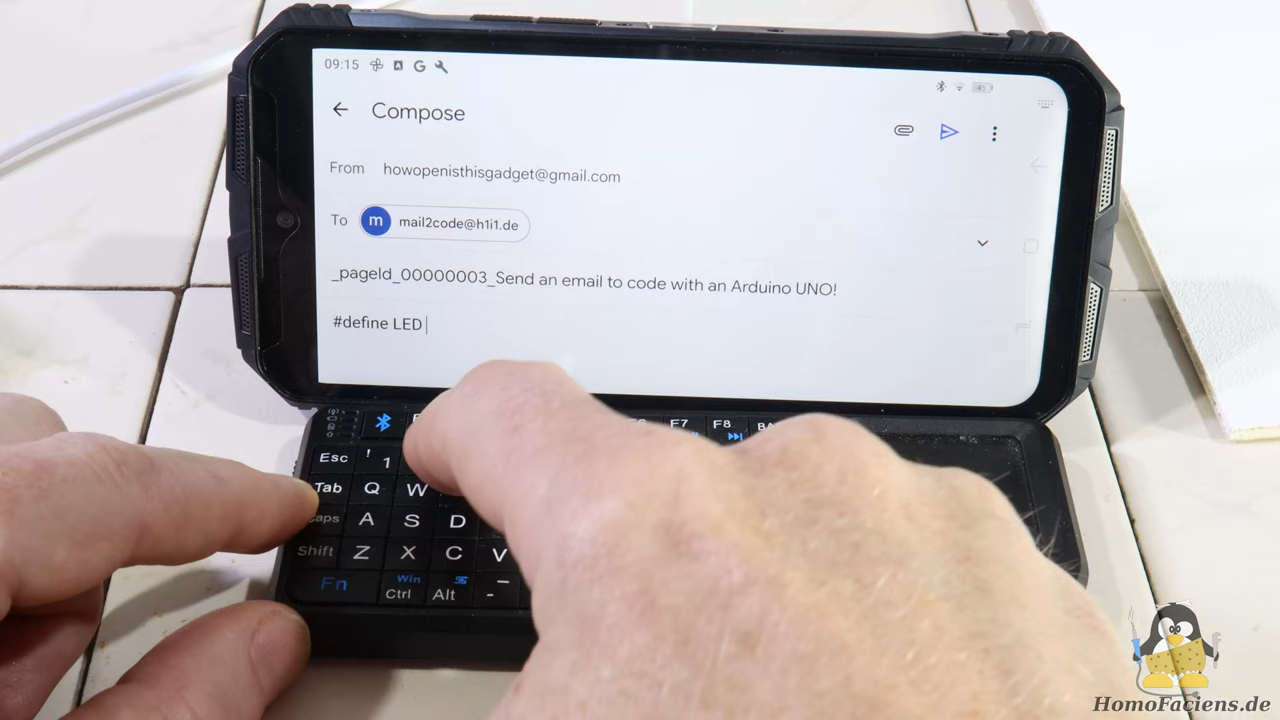 09:15
Compose
From howopenisthisgadget@gmail.com
To m mail2code@h1i1.de
_pageId_00000003_Send an email to code with an Arduino UNO!
#define LED
F7 F8
Esc ! 1
Tab Q W
Caps A S D
Shift Z X C V
Fn Win Ctrl Alt -
HomoFaciens.de